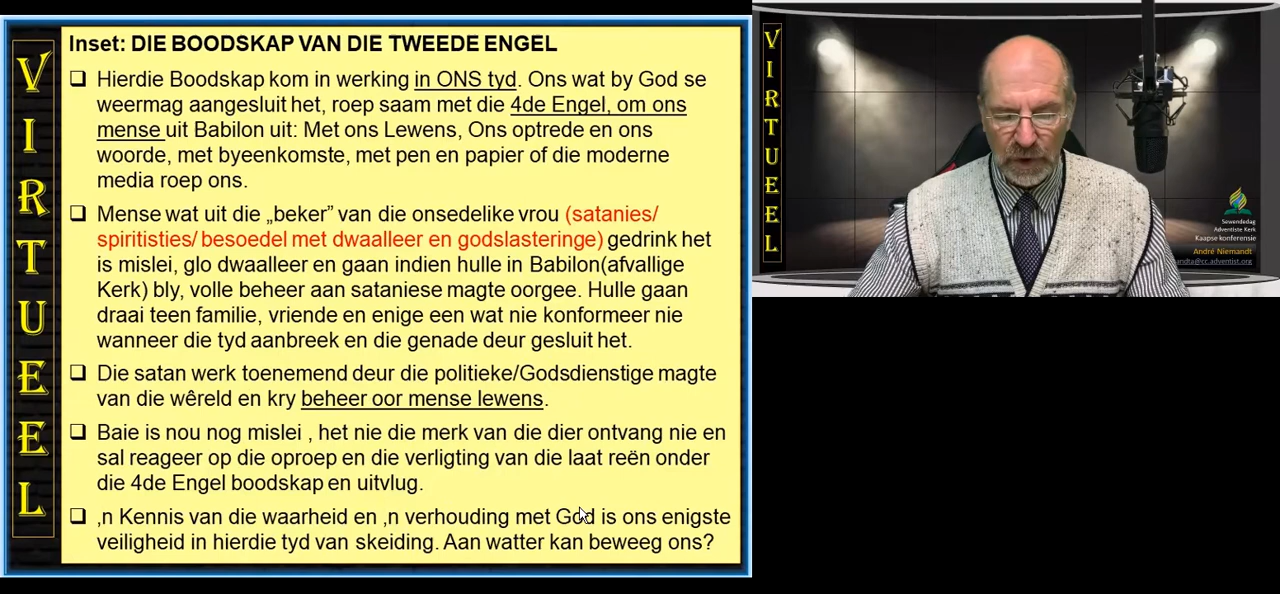 VIRTUEEL
Inset: DIE BOODSKAP VAN DIE TWEEDE ENGEL
❑ Hierdie Boodskap kom in werking in ONS tyd. Ons wat by God se
weermag aangesluit het, roep saam met die 4de Engel, om ons
mense uit Babilon uit: Met ons Lewens, Ons optrede en ons
woorde, met byeenkomste, met pen en papier of die moderne
media roep ons.
❑ Mense wat uit die „beker” van die onsedelike vrou (satanies/
spiritisties/ besoedel met dwaalleer en godslasteringe) gedrink het
is mislei, glo dwaalleer en gaan indien hulle in Babilon(afvallige
Kerk) bly, volle beheer aan sataniese magte oorgee. Hulle gaan
draai teen familie, vriende en enige een wat nie konformeer nie
wanneer die tyd aanbreek en die genade deur gesluit het.
❑ Die satan werk toenemend deur die politieke/Godsdienstige magte
van die wêreld en kry beheer oor mense lewens.
❑ Baie is nou nog mislei , het nie die merk van die dier ontvang nie en
sal reageer op die oproep en die verligting van die laat reën onder
die 4de Engel boodskap en uitvlug.
❑ ‚n Kennis van die waarheid en ‚n verhouding met God is ons enigste
veiligheid in hierdie tyd van skeiding. Aan watter kan beweeg ons?
VIRTUEEL
Sewendedag
Adventiste Kerk
Kaapse konferensie
André Niemandt
andta@cc.adventist.org